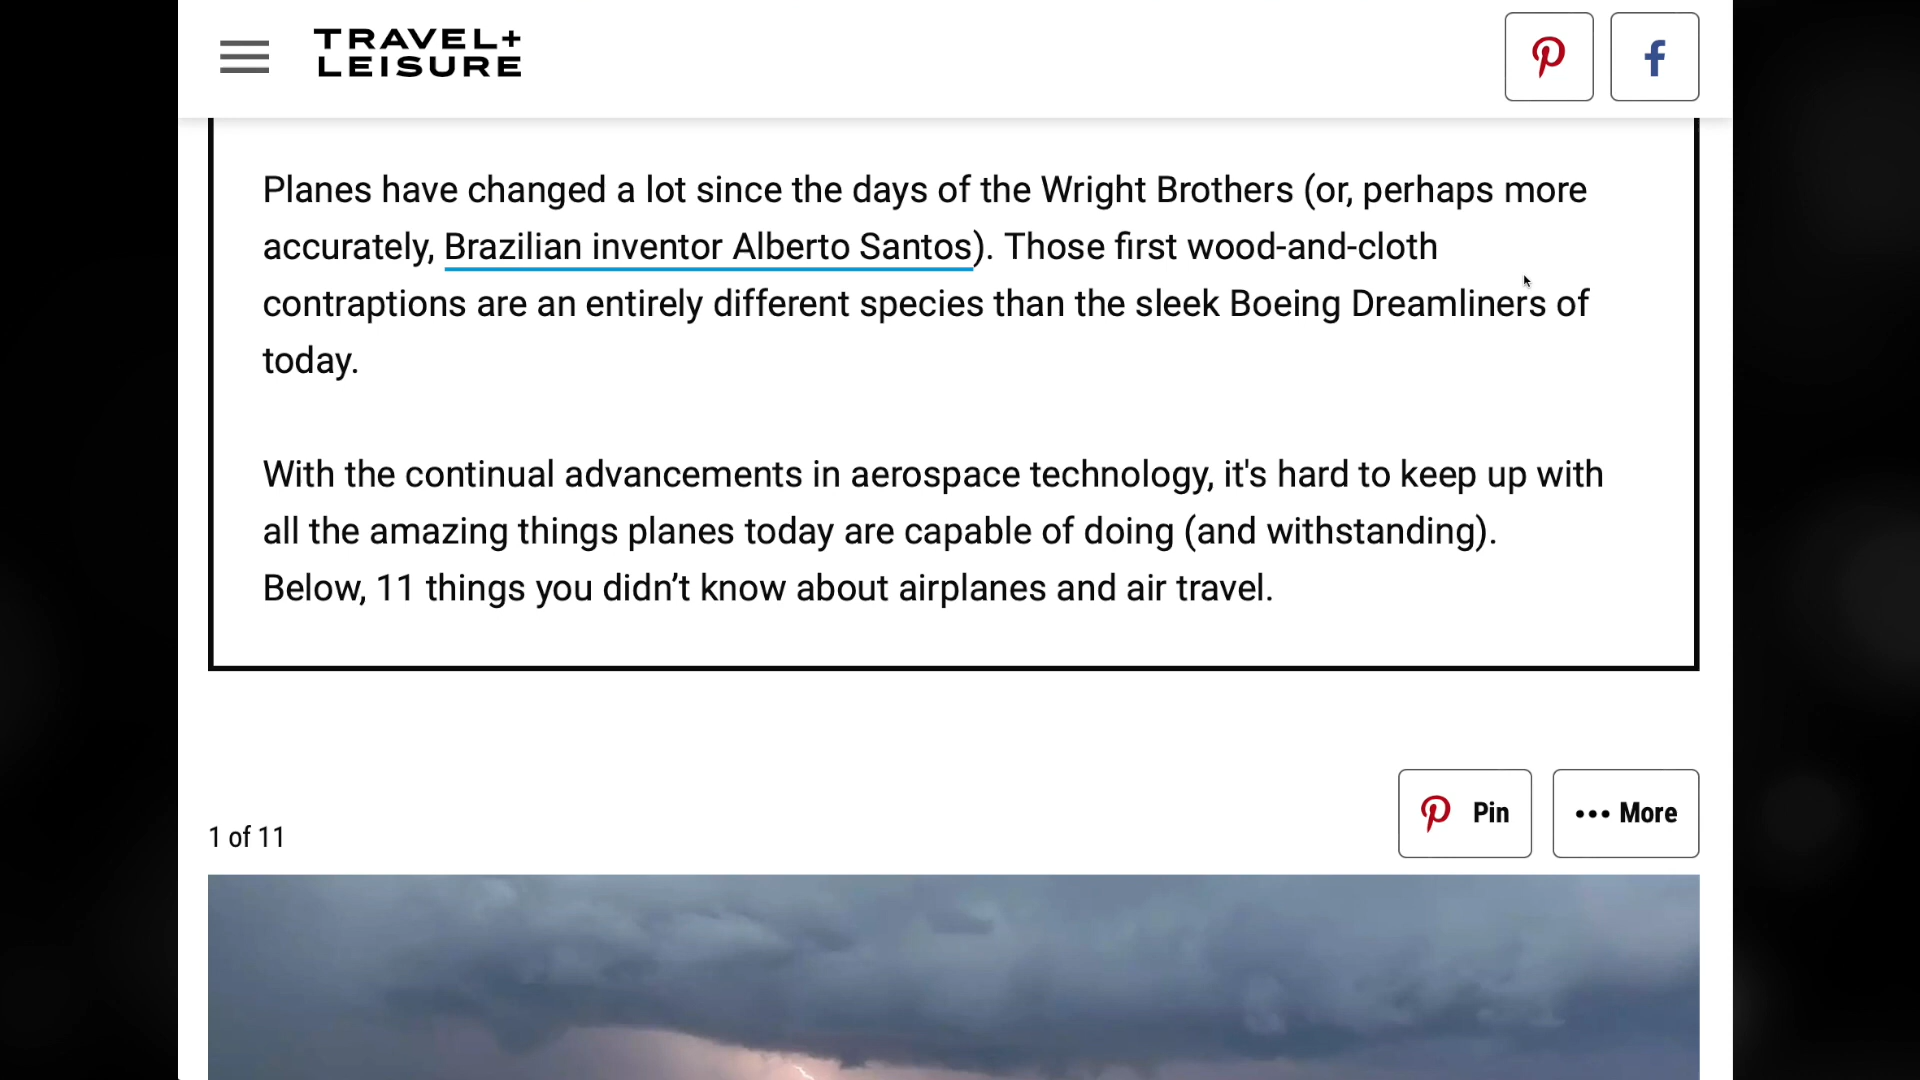 TRAVEL+
LEISURE
Planes have changed a lot since the days of the Wright Brothers (or, perhaps more
accurately, Brazilian inventor Alberto Santos). Those first wood-and-cloth
contraptions are an entirely different species than the sleek Boeing Dreamliners of
today.
With the continual advancements in aerospace technology, it's hard to keep up with
all the amazing things planes today are capable of doing (and withstanding).
Below, 11 things you didn’t know about airplanes and air travel.
Pin
••• More
1 of 11